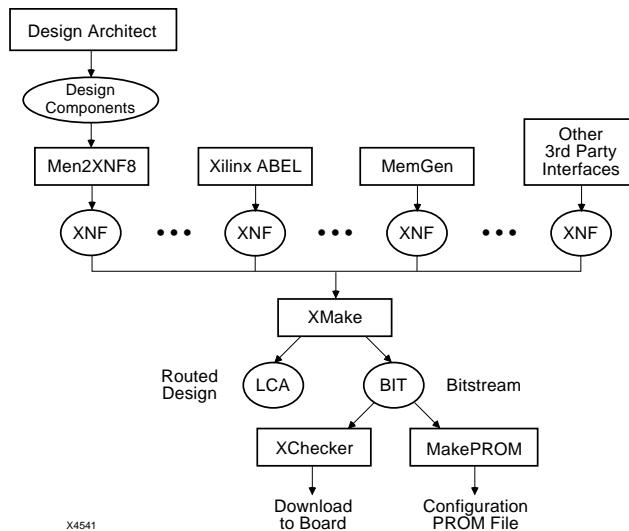 Design Architect
Design
Components
Men2XNF8
Xilinx ABEL
MemGen
Other
3rd Party
Interfaces
XNF
XNF
XNF
XNF
XMake
Routed
Design
LCA
BIT
Bitstream
XChecker
MakePROM
Download
to Board
Configuration
PROM File
X4541